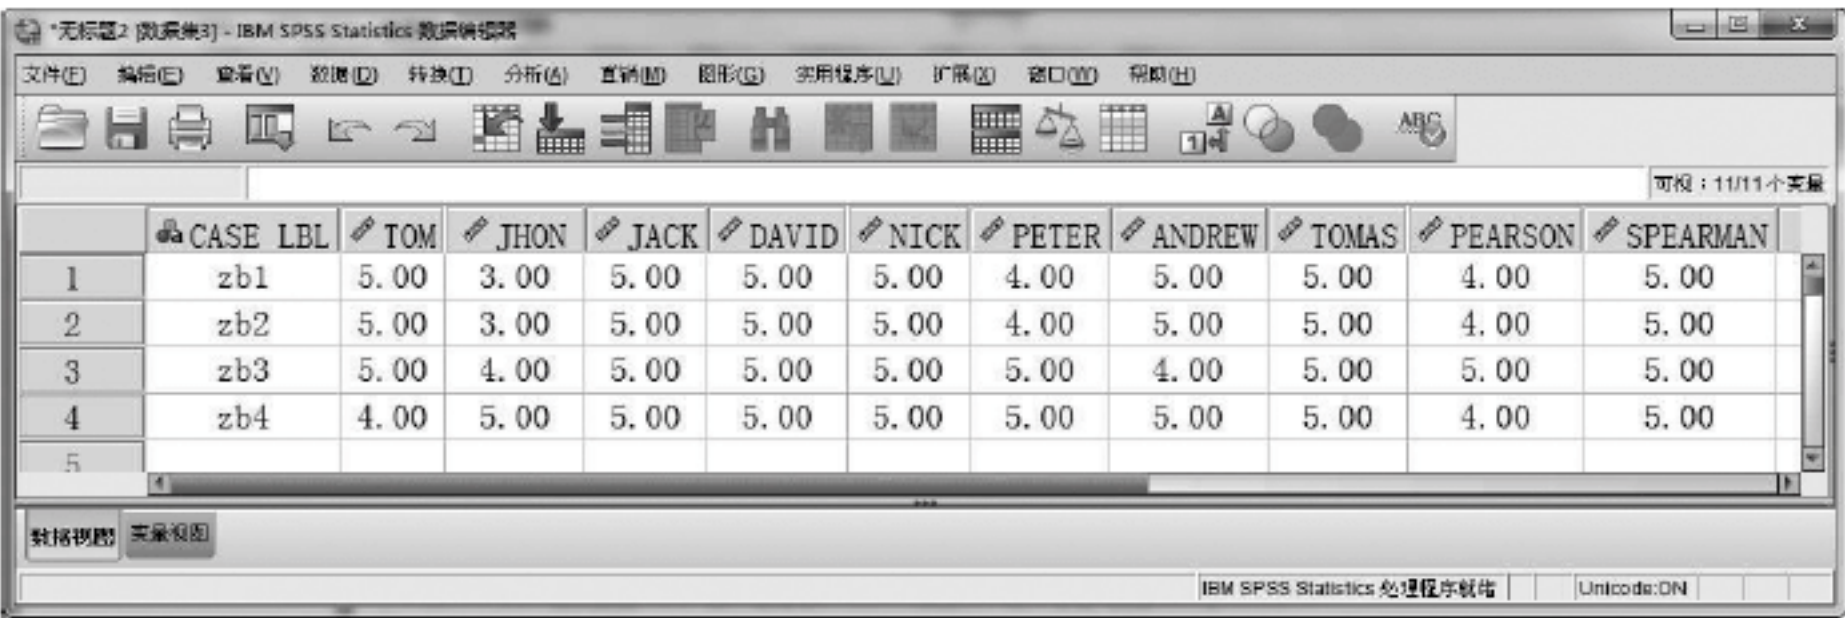 *无标题2 [数据集3] - IBM SPSS Statistics 数据编辑器
文件(F) 编辑(E) 查看(V) 数据(D) 转换(T) 分析(A) 直销(M) 图形(G) 实用程序(U) 扩展(X) 窗口(W) 帮助(H)
A
1
ABC
可视：11/11个变量
CASE LBL TOM JHON JACK DAVID NICK PETER ANDREW TOMAS PEARSON SPEARMAN
1 zb1 5.00 3.00 5.00 5.00 5.00 4.00 5.00 5.00 4.00 5.00
2 zb2 5.00 3.00 5.00 5.00 5.00 4.00 5.00 5.00 4.00 5.00
3 zb3 5.00 4.00 5.00 5.00 5.00 5.00 4.00 5.00 5.00 5.00
4 zb4 4.00 5.00 5.00 5.00 5.00 5.00 5.00 5.00 4.00 5.00
5
数据视图 变量视图
IBM SPSS Statistics 处理程序就绪 Unicode:ON